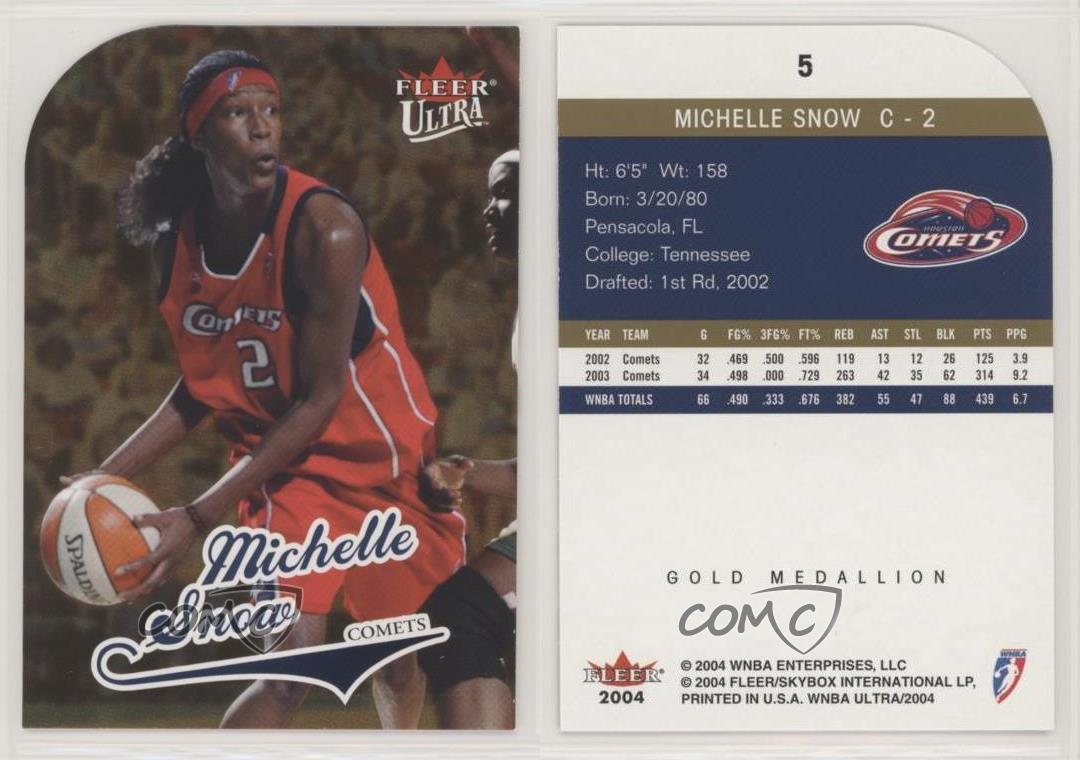 FLEER®
ULTRA™
COMETS
2
SPALDIN
Michelle
Snow
COMETS
COMC
5
MICHELLE SNOW C - 2
Ht: 6'5" Wt: 158
Born: 3/20/80
Pensacola, FL
College: Tennessee
Drafted: 1st Rd, 2002
HOUSTON
COMETS
YEAR TEAM G FG% 3FG% FT% REB AST STL BLK PTS PPG
2002 Comets 32 .469 .500 .596 119 13 12 26 125 3.9
2003 Comets 34 .498 .000 .729 263 42 35 62 314 9.2
WNBA TOTALS 66 .490 .333 .676 382 55 47 88 439 6.7
GOLD MEDALLION
COMC
FLEER
2004
© 2004 WNBA ENTERPRISES, LLC
© 2004 FLEER/SKYBOX INTERNATIONAL LP,
PRINTED IN U.S.A. WNBA ULTRA/2004
WNBA